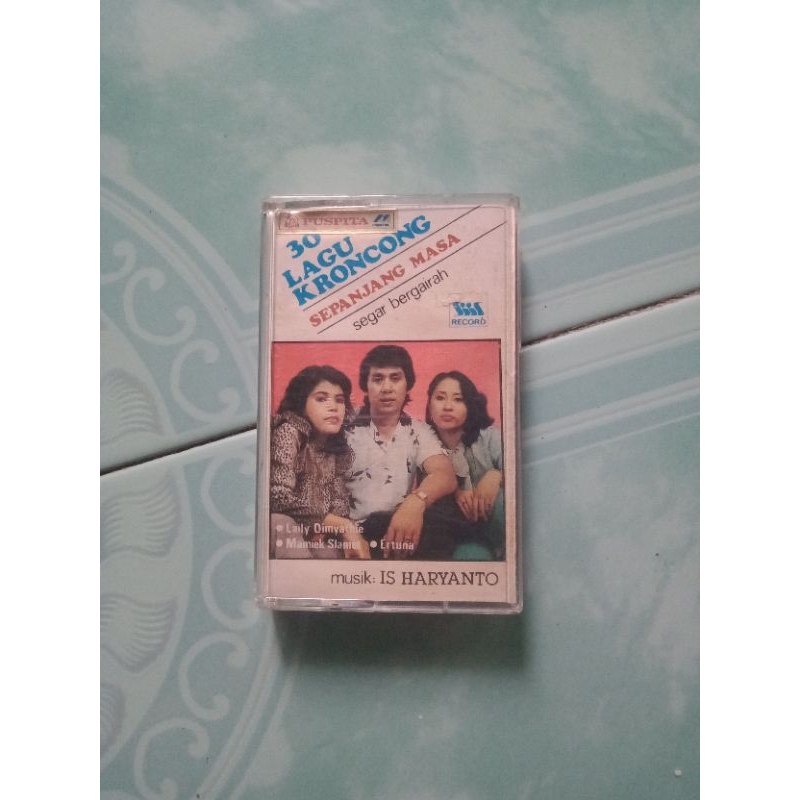 PUSPITA
30
LAGU
KRONCONG
SEPANJANG MASA
segar bergairah
RECORD
• Laily Dimyathie
• Mamiek Slamet • Ertuna
musik: IS HARYANTO